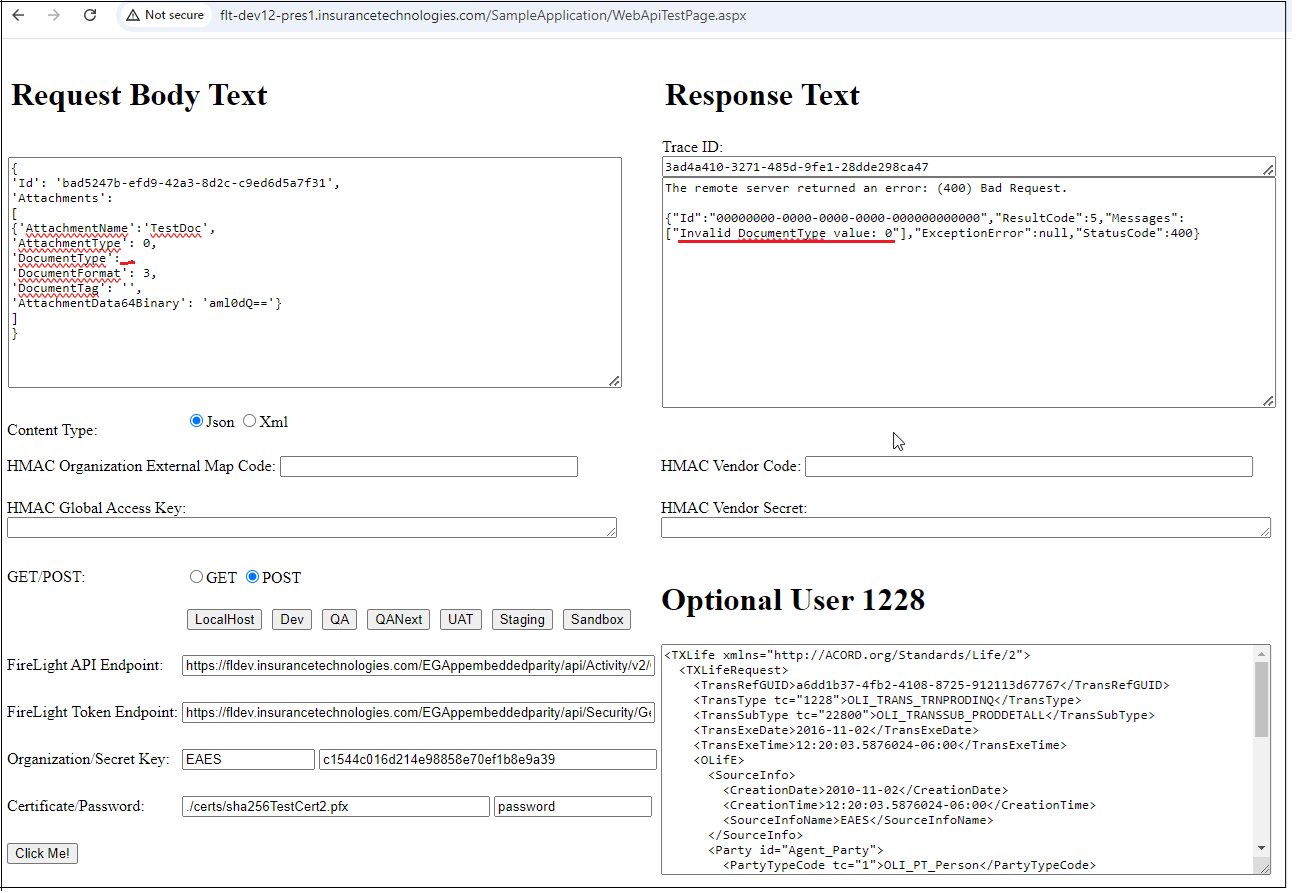 Not secure flt-dev12-pres1.insurancetechnologies.com/SampleApplication/WebApiTestPage.aspx
Request Body Text
{
'Id': 'bad5247b-efd9-42a3-8d2c-c9ed6d5a7f31',
'Attachments':
[
{'AttachmentName':'TestDoc',
'AttachmentType': 0,
'DocumentType': ,
'DocumentFormat': 3,
'DocumentTag': '',
'AttachmentData64Binary': 'aml0dQ=='}
]
}
Response Text
Trace ID:
3ad4a410-3271-485d-9fe1-28dde298ca47
The remote server returned an error: (400) Bad Request.
{"Id":"00000000-0000-0000-0000-000000000000","ResultCode":5,"Messages":
["Invalid DocumentType value: 0"],"ExceptionError":null,"StatusCode":400}
Content Type: Json Xml
HMAC Organization External Map Code:
HMAC Vendor Code:
HMAC Global Access Key:
HMAC Vendor Secret:
GET/POST: GET POST
LocalHost Dev QA QANext UAT Staging Sandbox
FireLight API Endpoint: https://fldev.insurancetechnologies.com/EGAppembeddedparity/api/Activity/v2/
FireLight Token Endpoint: https://fldev.insurancetechnologies.com/EGAppembeddedparity/api/Security/Ge
Organization/Secret Key: EAES c1544c016d214e98858e70ef1b8e9a39
Certificate/Password: ./certs/sha256TestCert2.pfx password
Click Me!
Optional User 1228
<TXLife xmlns="http://ACORD.org/Standards/Life/2">
<TXLifeRequest>
<TransRefGUID>a6dd1b37-4fb2-4108-8725-912113d67767</TransRefGUID>
<TransType tc="1228">OLI_TRANS_TRNPRODINQ</TransType>
<TransSubType tc="22800">OLI_TRANSSUB_PRODDETALL</TransSubType>
<TransExeDate>2016-11-02</TransExeDate>
<TransExeTime>12:20:03.5876024-06:00</TransExeTime>
<OLifE>
<SourceInfo>
<CreationDate>2010-11-02</CreationDate>
<CreationTime>12:20:03.5876024-06:00</CreationTime>
<SourceInfoName>EAES</SourceInfoName>
</SourceInfo>
<Party id="Agent_Party">
<PartyTypeCode tc="1">OLI_PT_Person</PartyTypeCode>